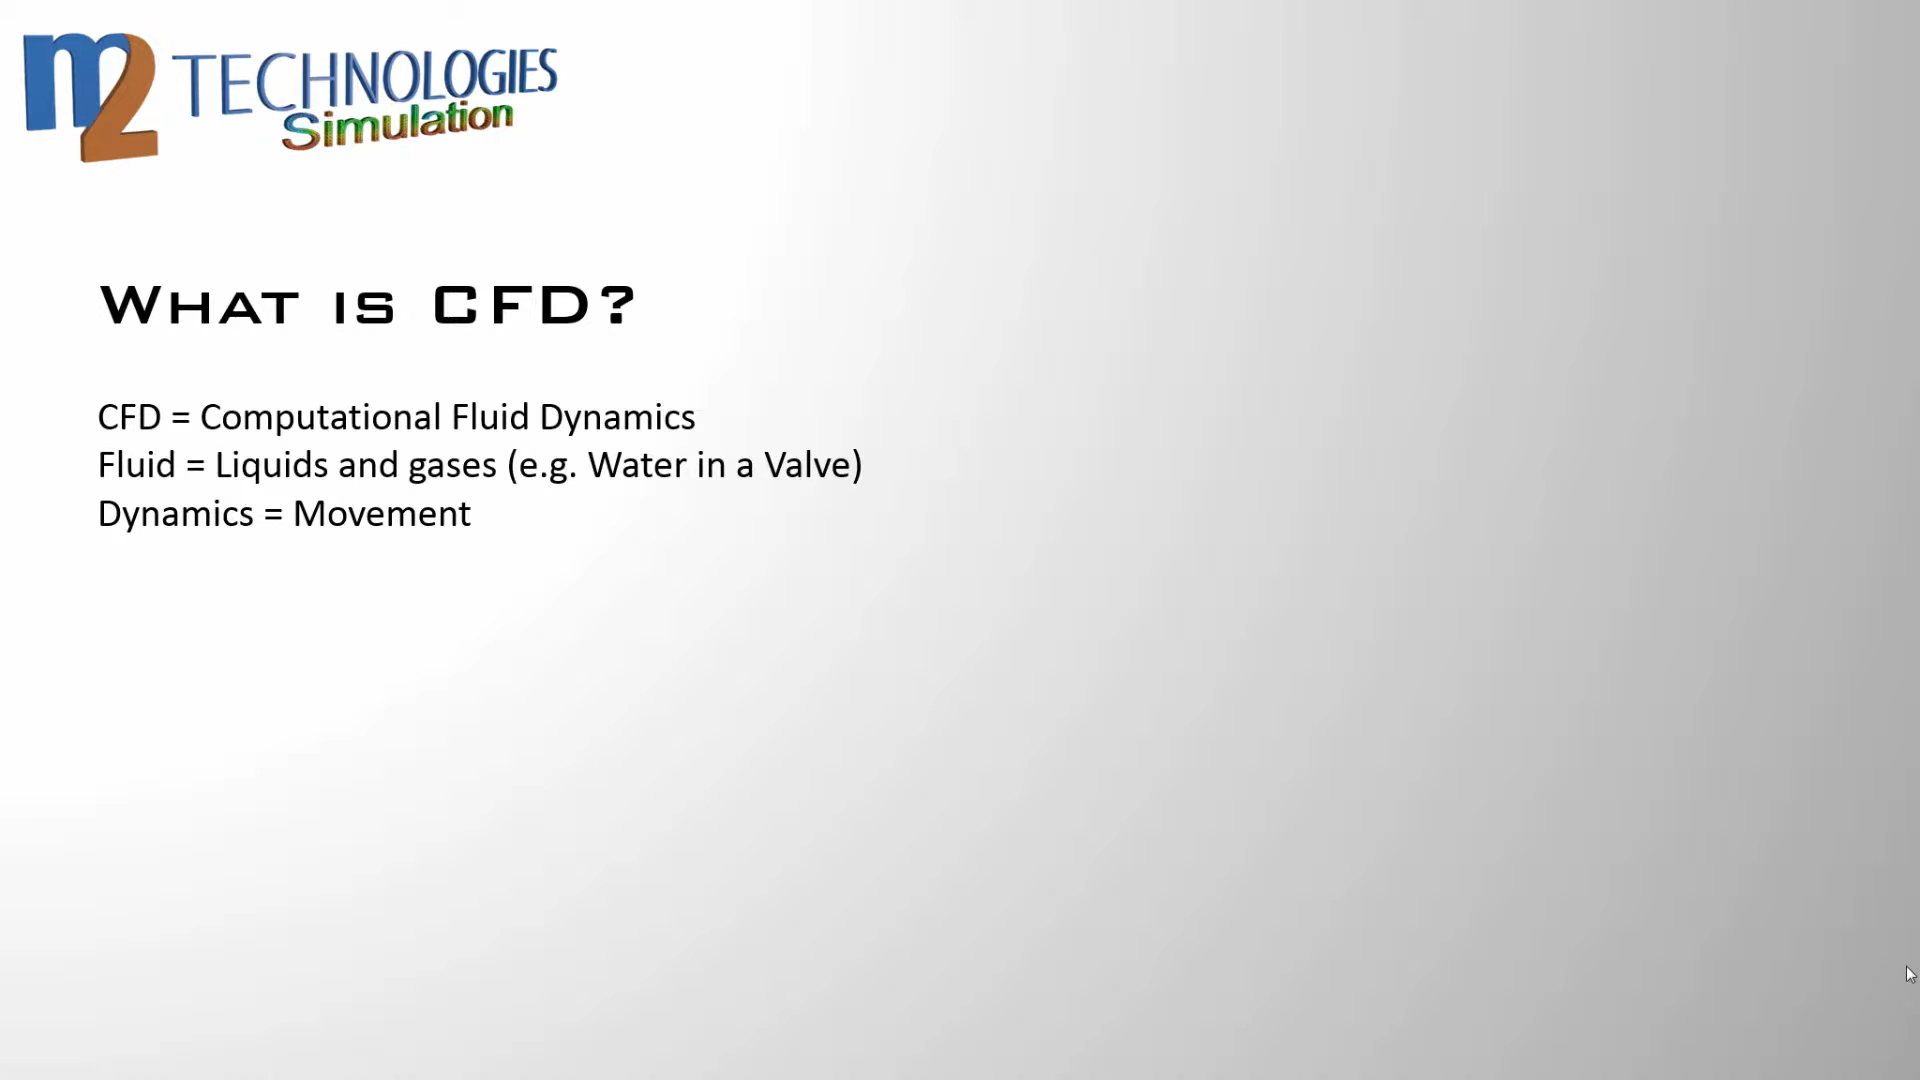 m2 TECHNOLOGIES
Simulation
WHAT IS CFD?
CFD = Computational Fluid Dynamics
Fluid = Liquids and gases (e.g. Water in a Valve)
Dynamics = Movement